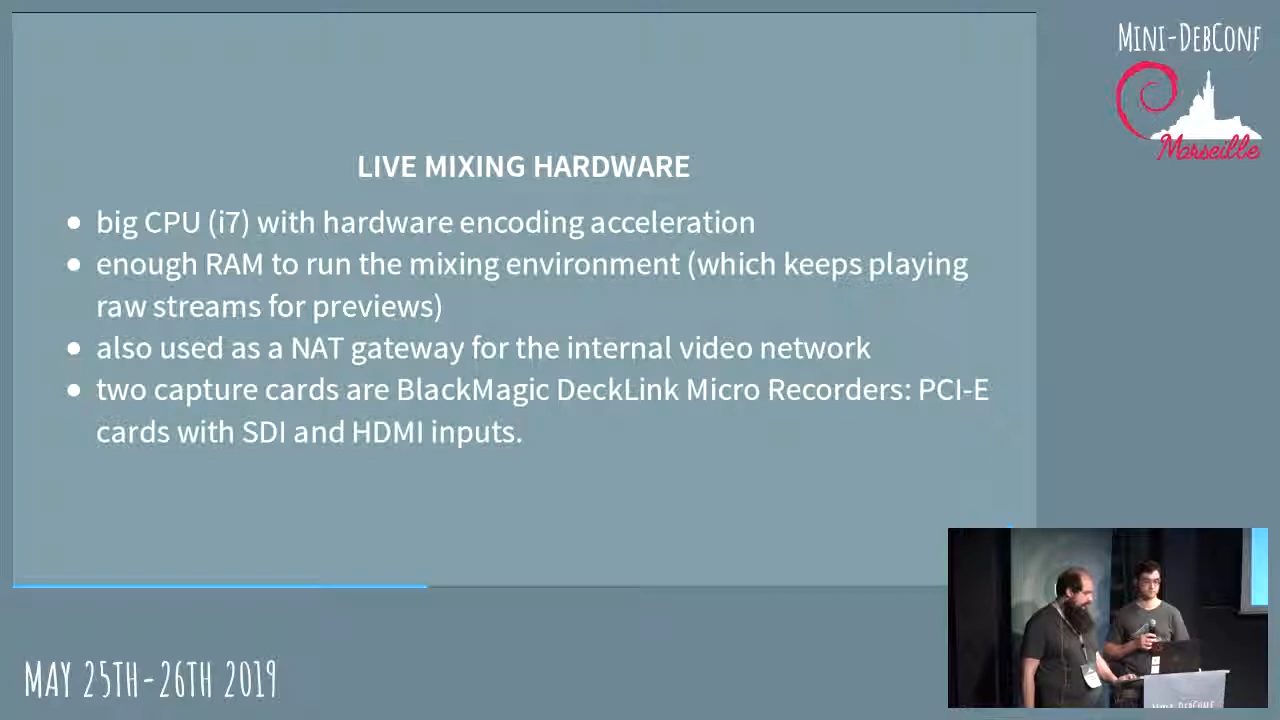 MINI-DEBCONF
Marseille
LIVE MIXING HARDWARE
big CPU (i7) with hardware encoding acceleration
enough RAM to run the mixing environment (which keeps playing
raw streams for previews)
also used as a NAT gateway for the internal video network
two capture cards are BlackMagic DeckLink Micro Recorders: PCI-E
cards with SDI and HDMI inputs.
MINI-DEBCONF
MAY 25TH-26TH 2019